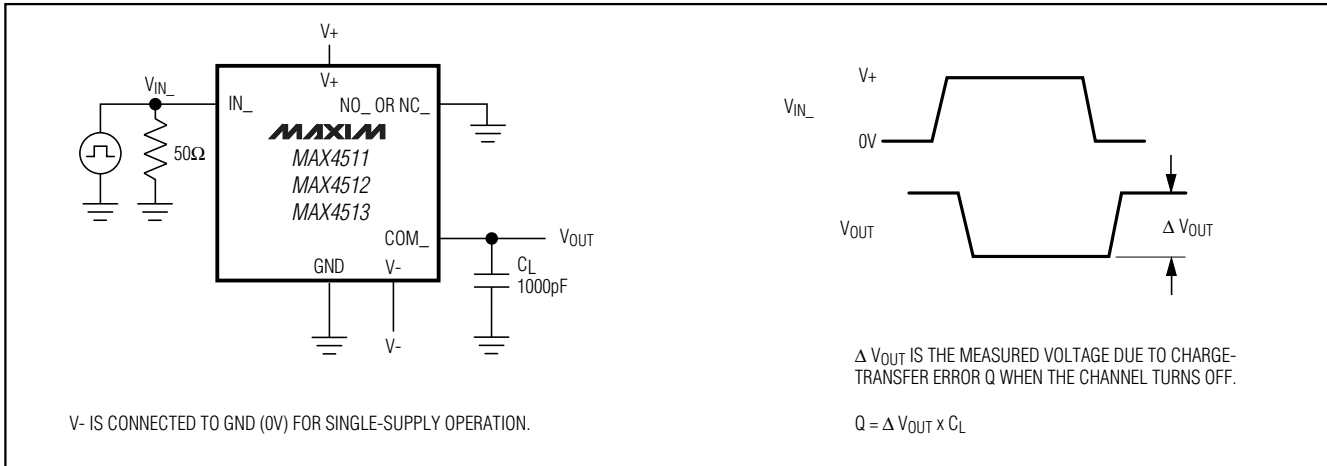 V+
V+
VIN_
IN_
NO_ OR NC_
50Ω
MAXIM
MAX4511
MAX4512
MAX4513
COM_
VOUT
GND
V-
CL
1000pF
V-
V- IS CONNECTED TO GND (0V) FOR SINGLE-SUPPLY OPERATION.
V+
VIN_
0V
VOUT
Δ VOUT
Δ VOUT IS THE MEASURED VOLTAGE DUE TO CHARGE-
TRANSFER ERROR Q WHEN THE CHANNEL TURNS OFF.
Q = Δ VOUT x CL